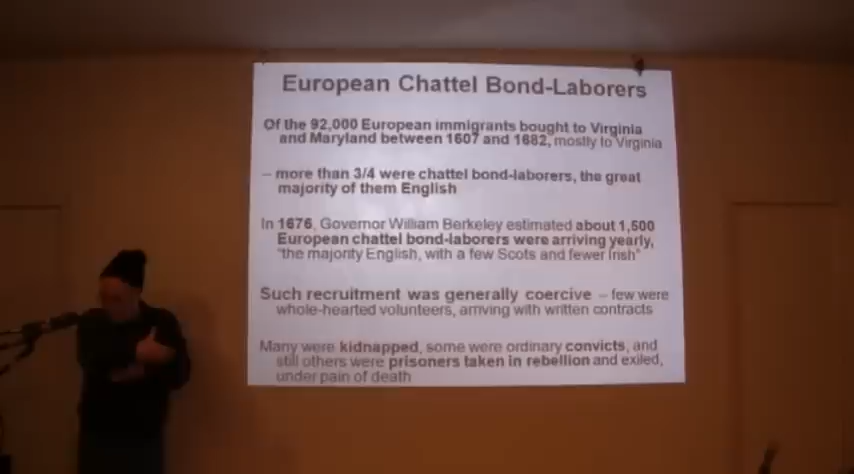 European Chattel Bond-Laborers
Of the 92,000 European immigrants bought to Virginia
and Maryland between 1607 and 1682, mostly to Virginia
– more than 3/4 were chattel bond-laborers, the great
majority of them English
In 1676, Governor William Berkeley estimated about 1,500
European chattel bond-laborers were arriving yearly,
"the majority English, with a few Scots and fewer Irish"
Such recruitment was generally coercive – few were
whole-hearted volunteers, arriving with written contracts
Many were kidnapped, some were ordinary convicts, and
still others were prisoners taken in rebellion and exiled,
under pain of death